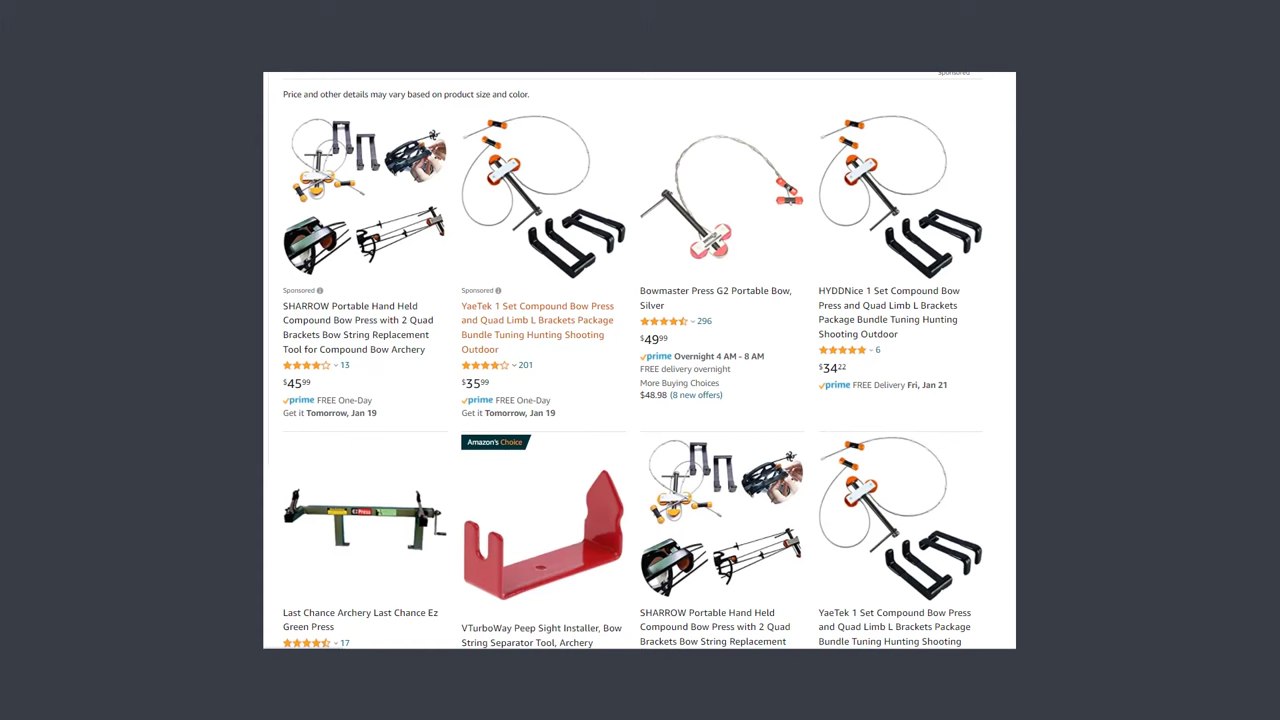 Sponsored
Price and other details may vary based on product size and color.
Sponsored
SHARROW Portable Hand Held
Compound Bow Press with 2 Quad
Brackets Bow String Replacement
Tool for Compound Bow Archery
13
$4599
prime FREE One-Day
Get it Tomorrow, Jan 19
Sponsored
YaeTek 1 Set Compound Bow Press
and Quad Limb L Brackets Package
Bundle Tuning Hunting Shooting
Outdoor
201
$3599
prime FREE One-Day
Get it Tomorrow, Jan 19
Bowmaster Press G2 Portable Bow,
Silver
296
$4999
prime Overnight 4 AM - 8 AM
FREE delivery overnight
More Buying Choices
$48.98 (8 new offers)
HYDDNice 1 Set Compound Bow
Press and Quad Limb L Brackets
Package Bundle Tuning Hunting
Shooting Outdoor
6
$3422
prime FREE Delivery Fri, Jan 21
Last Chance Archery Last Chance Ez
Green Press
17
Amazon's Choice
VTurboWay Peep Sight Installer, Bow
String Separator Tool, Archery
SHARROW Portable Hand Held
Compound Bow Press with 2 Quad
Brackets Bow String Replacement
YaeTek 1 Set Compound Bow Press
and Quad Limb L Brackets Package
Bundle Tuning Hunting Shooting